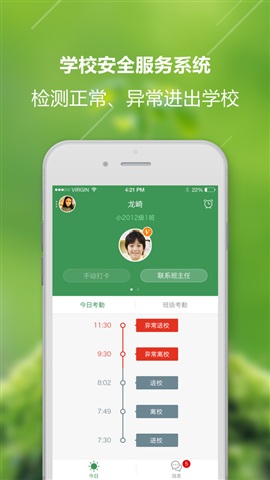 学校安全服务系统
检测正常、异常进出学校
VIRGIN 4:21 PM 22%
龙崎
小2012级1班
V
手动打卡 联系班主任
今日考勤 班级考勤
11:30 异常进校
9:30 异常离校
8:02 进校
7:49 离校
7:30 进校
5
今日 消息